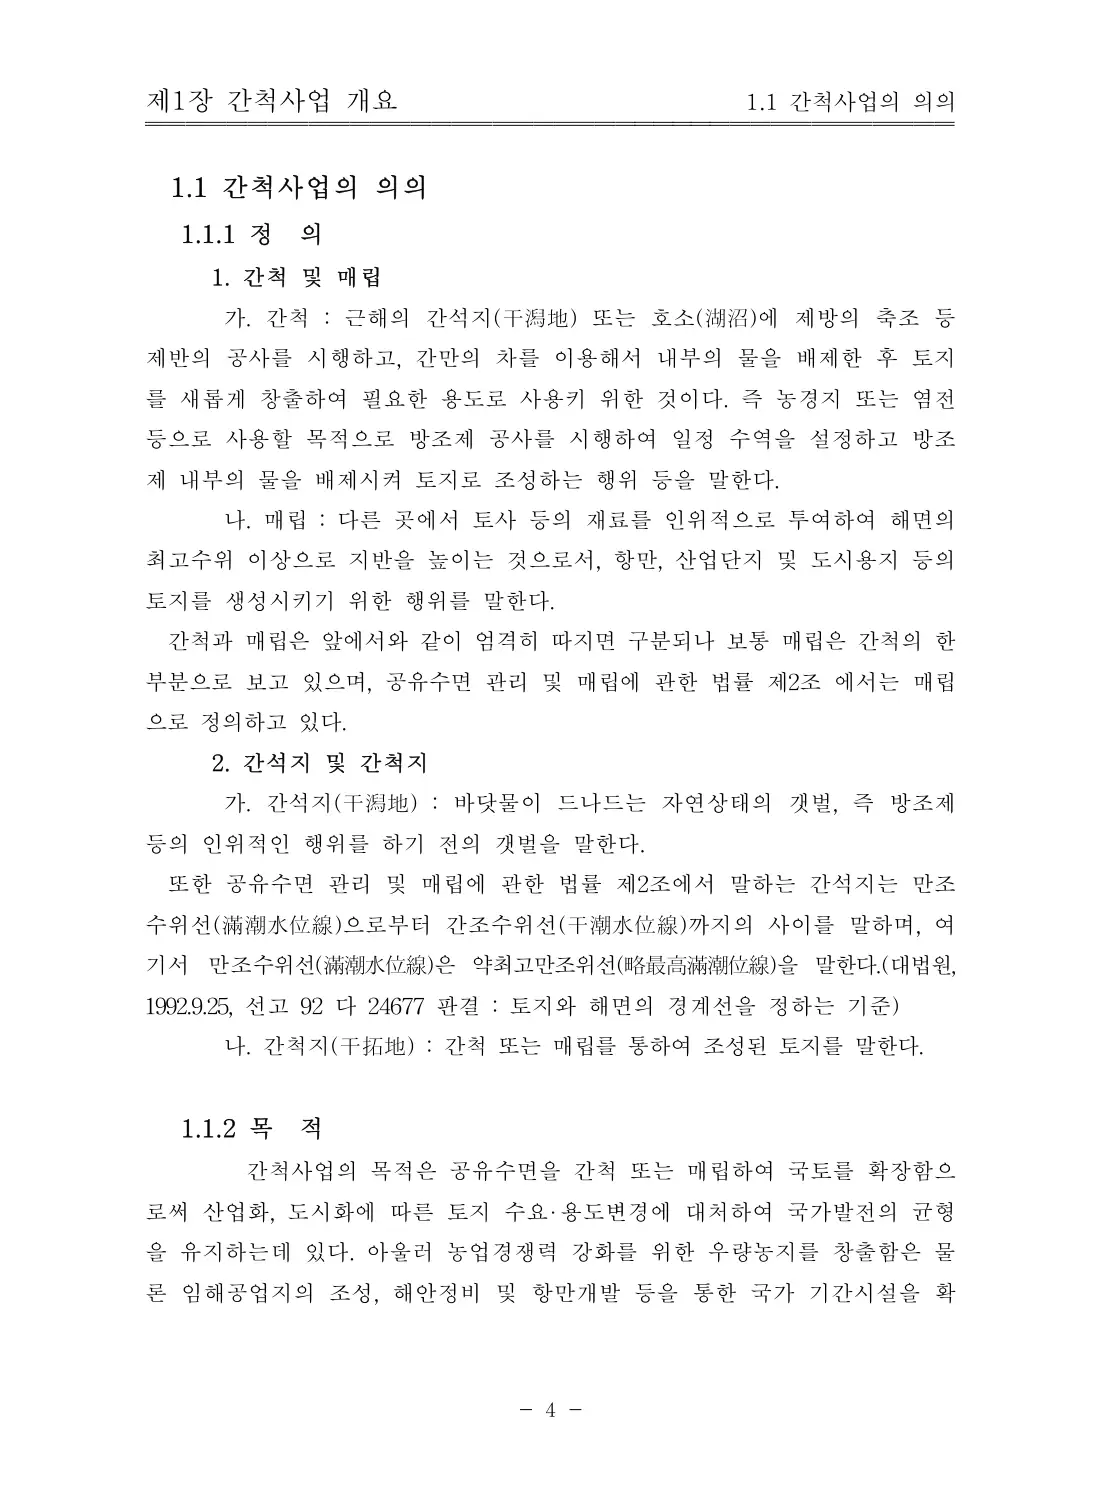 제1장 간척사업 개요
1.1 간척사업의 의의
1.1 간척사업의 의의
1.1.1 정 의
1. 간척 및 매립
가. 간척 : 근해의 간석지(干潟地) 또는 호소(湖沼)에 제방의 축조 등
제반의 공사를 시행하고, 간만의 차를 이용해서 내부의 물을 배제한 후 토지
를 새롭게 창출하여 필요한 용도로 사용키 위한 것이다. 즉 농경지 또는 염전
등으로 사용할 목적으로 방조제 공사를 시행하여 일정 수역을 설정하고 방조
제 내부의 물을 배제시켜 토지로 조성하는 행위 등을 말한다.
나. 매립 : 다른 곳에서 토사 등의 재료를 인위적으로 투여하여 해면의
최고수위 이상으로 지반을 높이는 것으로서, 항만, 산업단지 및 도시용지 등의
토지를 생성시키기 위한 행위를 말한다.
간척과 매립은 앞에서와 같이 엄격히 따지면 구분되나 보통 매립은 간척의 한
부분으로 보고 있으며, 공유수면 관리 및 매립에 관한 법률 제2조 에서는 매립
으로 정의하고 있다.
2. 간석지 및 간척지
가. 간석지(干潟地) : 바닷물이 드나드는 자연상태의 갯벌, 즉 방조제
등의 인위적인 행위를 하기 전의 갯벌을 말한다.
또한 공유수면 관리 및 매립에 관한 법률 제2조에서 말하는 간석지는 만조
수위선(滿潮水位線)으로부터 간조수위선(干潮水位線)까지의 사이를 말하며, 여
기서 만조수위선(滿潮水位線)은 약최고만조위선(略最高滿潮位線)을 말한다.(대법원,
1992.9.25, 선고 92 다 24677 판결 : 토지와 해면의 경계선을 정하는 기준)
나. 간척지(干拓地) : 간척 또는 매립를 통하여 조성된 토지를 말한다.
1.1.2 목 적
간척사업의 목적은 공유수면을 간척 또는 매립하여 국토를 확장함으
로써 산업화, 도시화에 따른 토지 수요·용도변경에 대처하여 국가발전의 균형
을 유지하는데 있다. 아울러 농업경쟁력 강화를 위한 우량농지를 창출함은 물
론 임해공업지의 조성, 해안정비 및 항만개발 등을 통한 국가 기간시설을 확
- 4 -